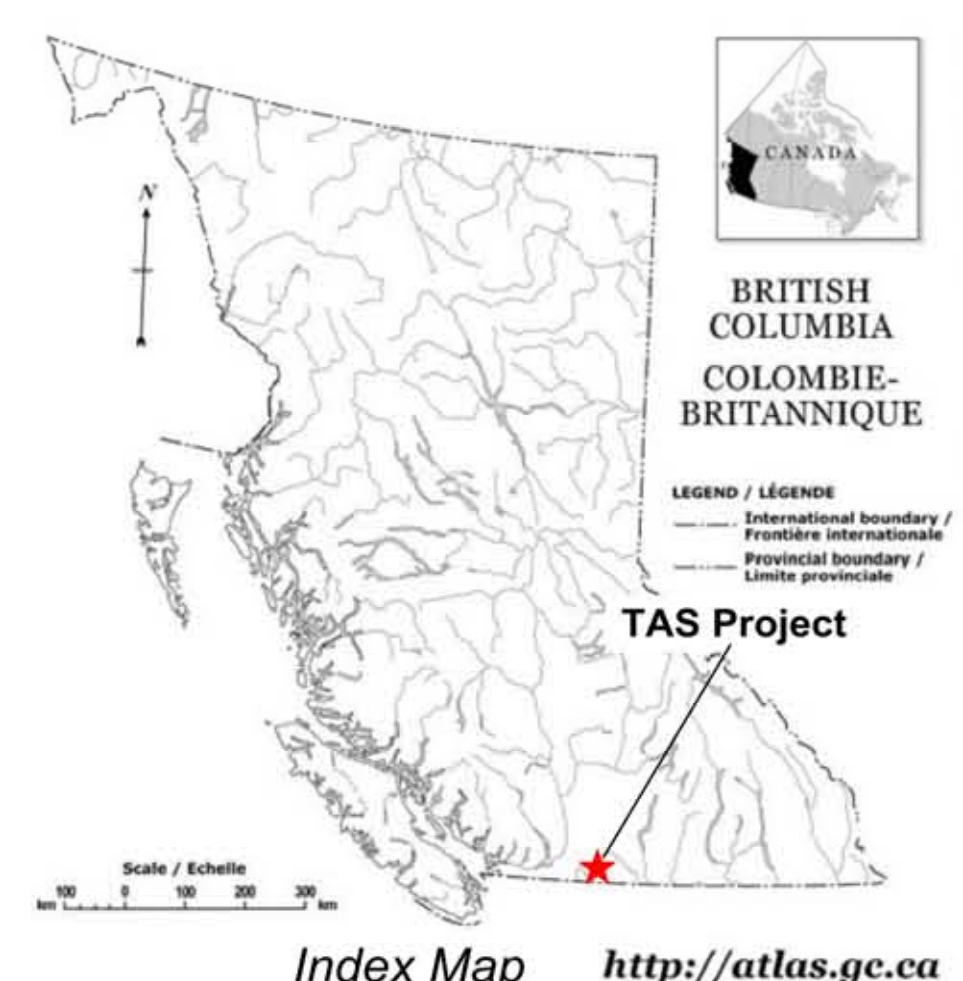 CANADA
N
BRITISH
COLUMBIA
COLOMBIE-
BRITANNIQUE
LEGEND / LÉGENDE
International boundary /
Frontière internationale
Provincial boundary /
Limite provinciale
TAS Project
Scale / Echelle
100 0 100 200 300
km km
Index Map
http://atlas.gc.ca